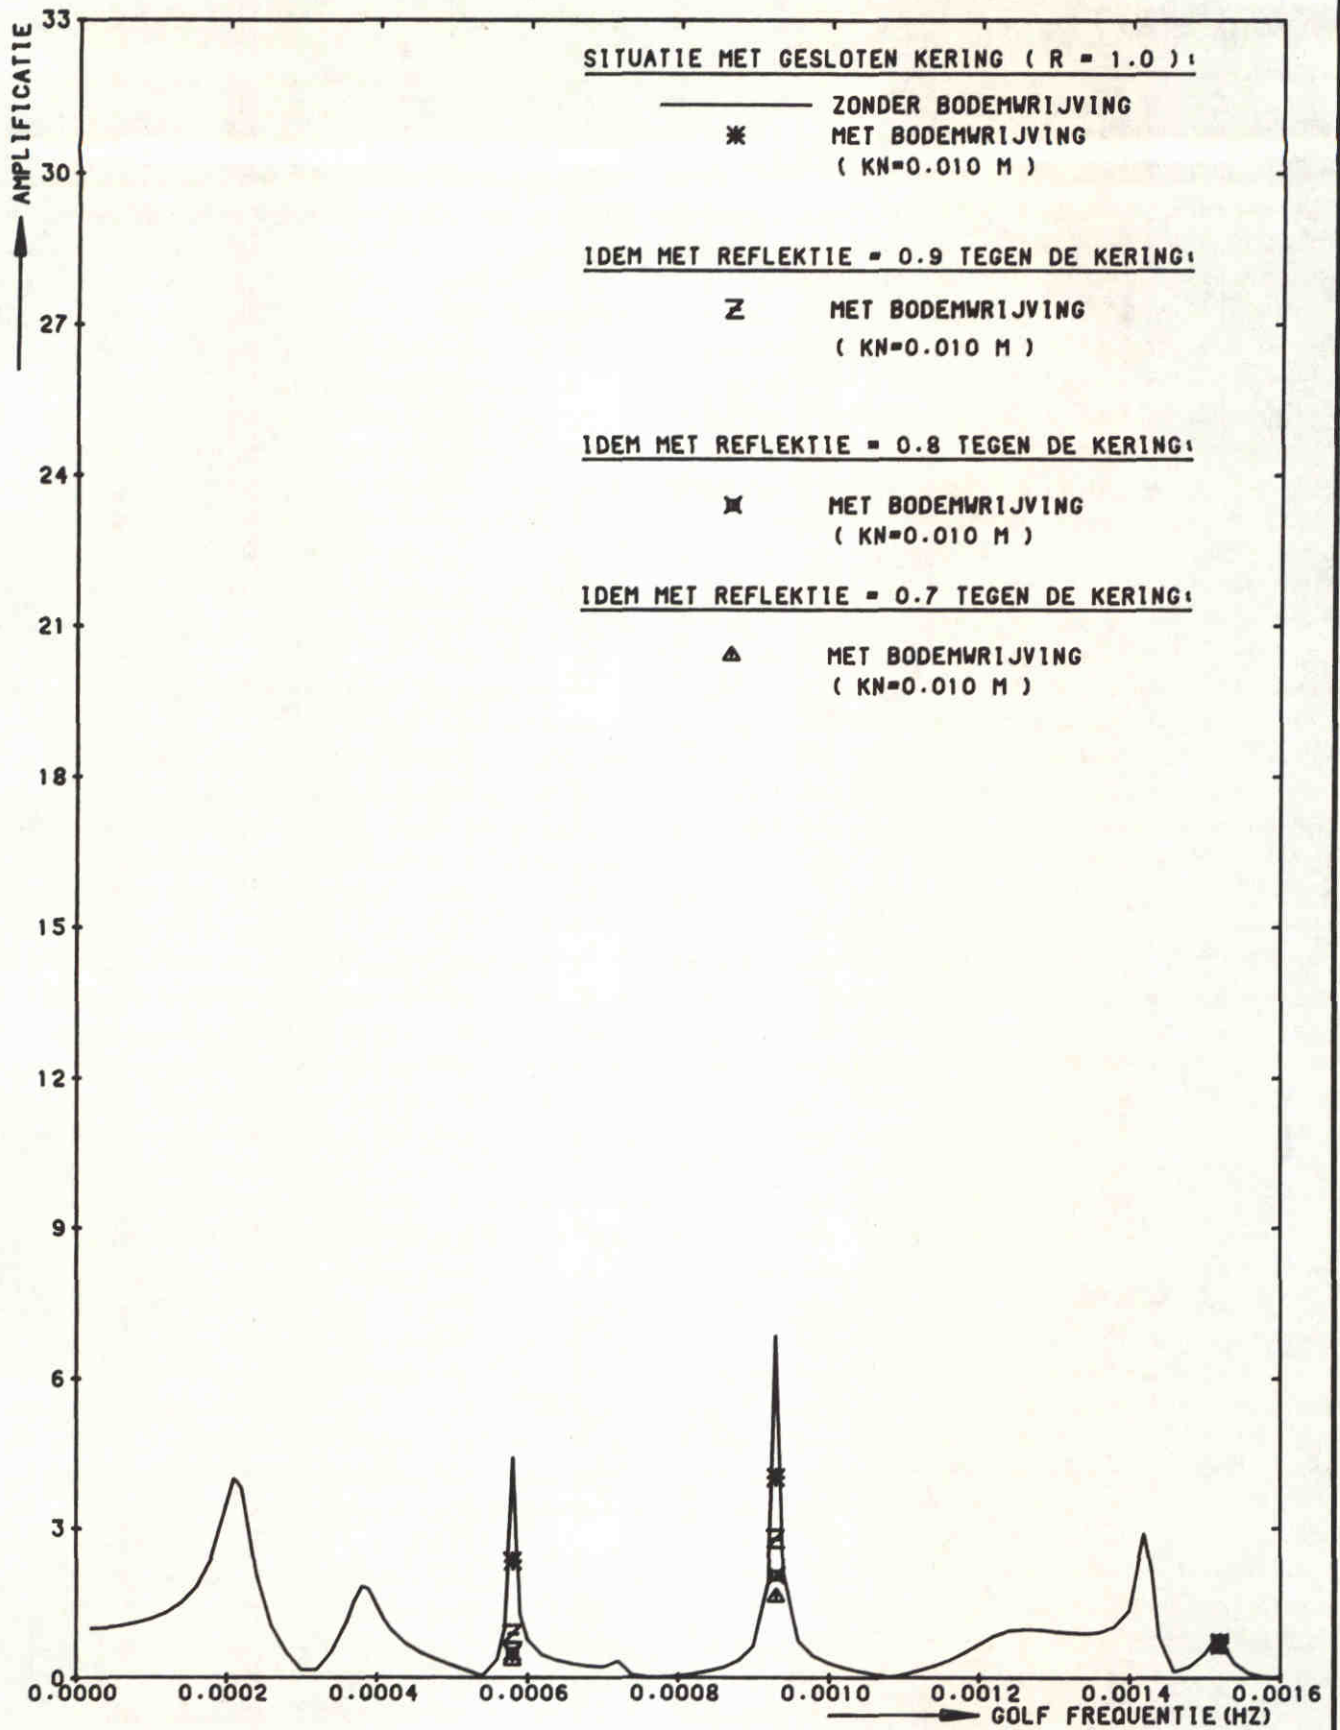 AMPLIFICATIE
SITUATIE MET GESLOTEN KERING ( R = 1.0 ):
ZONDER BODEMWRIJVING
MET BODEMWRIJVING
( KN=0.010 M )
IDEM MET REFLEKTIE = 0.9 TEGEN DE KERING:
MET BODEMWRIJVING
( KN=0.010 M )
IDEM MET REFLEKTIE = 0.8 TEGEN DE KERING:
MET BODEMWRIJVING
( KN=0.010 M )
IDEM MET REFLEKTIE = 0.7 TEGEN DE KERING:
MET BODEMWRIJVING
( KN=0.010 M )
33
30
27
24
21
18
15
12
9
6
3
0
0.0000 0.0002 0.0004 0.0006 0.0008 0.0010 0.0012 0.0014 0.0016
GOLF FREQUENTIE (HZ)